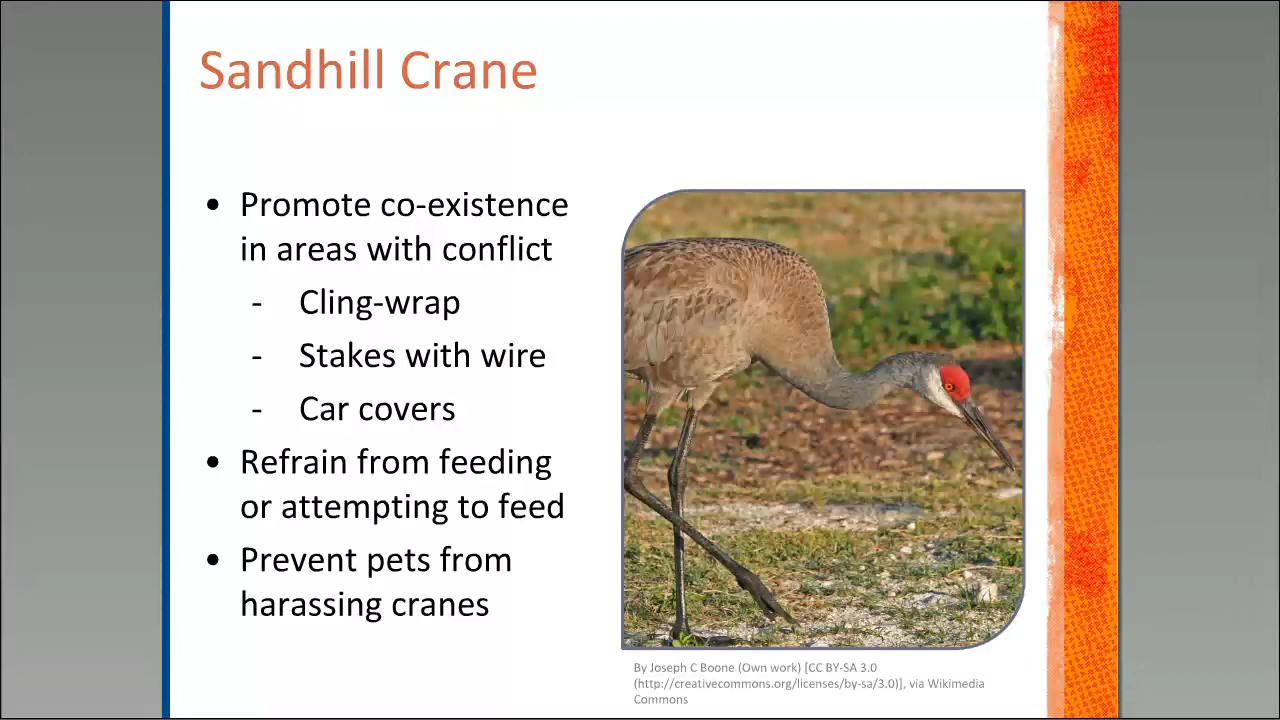 Sandhill Crane
• Promote co-existence
in areas with conflict
- Cling-wrap
- Stakes with wire
- Car covers
• Refrain from feeding
or attempting to feed
• Prevent pets from
harassing cranes
By Joseph C Boone (Own work) [CC BY-SA 3.0
(http://creativecommons.org/licenses/by-sa/3.0)], via Wikimedia
Commons